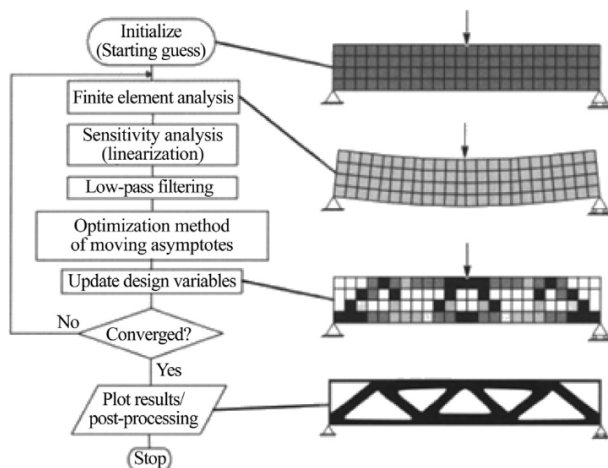 Initialize
(Starting guess)
Finite element analysis
Sensitivity analysis
(linearization)
Low-pass filtering
Optimization method
of moving asymptotes
Update design variables
No
Converged?
Yes
Plot results/
post-processing
Stop